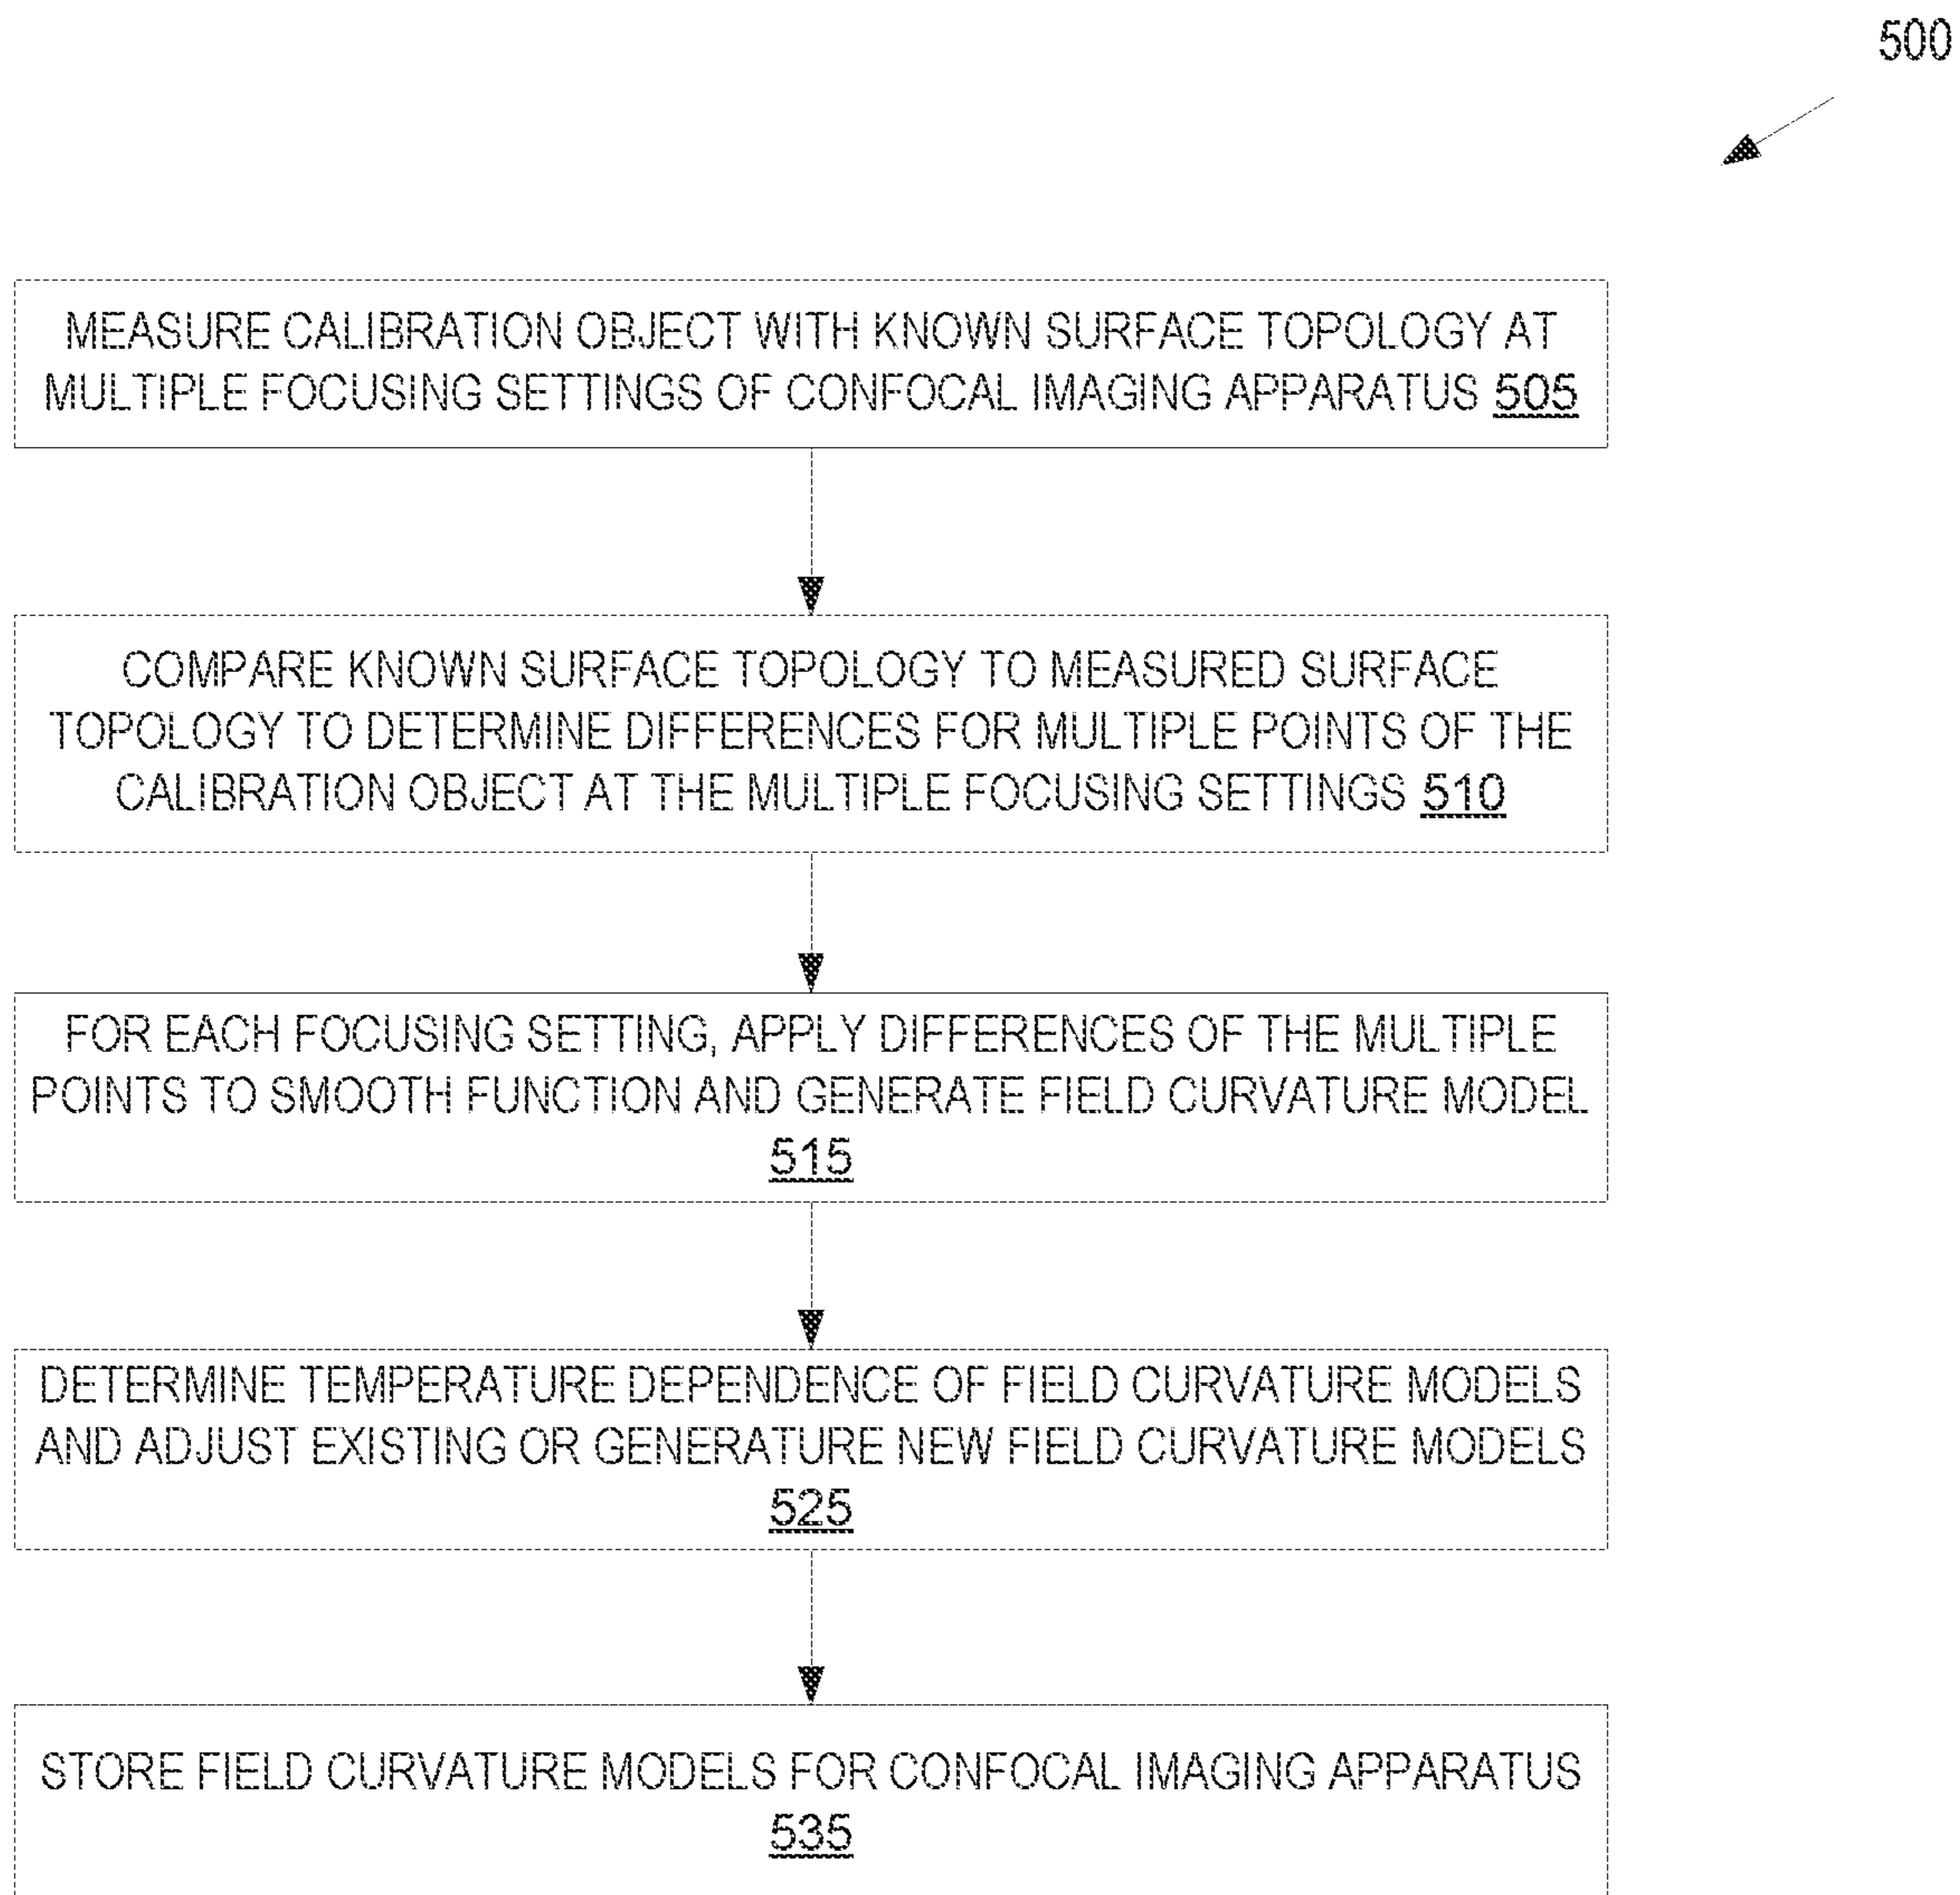 500
MEASURE CALIBRATION OBJECT WITH KNOWN SURFACE TOPOLOGY AT
MULTIPLE FOCUSING SETTINGS OF CONFOCAL IMAGING APPARATUS 505
COMPARE KNOWN SURFACE TOPOLOGY TO MEASURED SURFACE
TOPOLOGY TO DETERMINE DIFFERENCES FOR MULTIPLE POINTS OF THE
CALIBRATION OBJECT AT THE MULTIPLE FOCUSING SETTINGS 510
FOR EACH FOCUSING SETTING, APPLY DIFFERENCES OF THE MULTIPLE
POINTS TO SMOOTH FUNCTION AND GENERATE FIELD CURVATURE MODEL
515
DETERMINE TEMPERATURE DEPENDENCE OF FIELD CURVATURE MODELS
AND ADJUST EXISTING OR GENERATURE NEW FIELD CURVATURE MODELS
525
STORE FIELD CURVATURE MODELS FOR CONFOCAL IMAGING APPARATUS
535